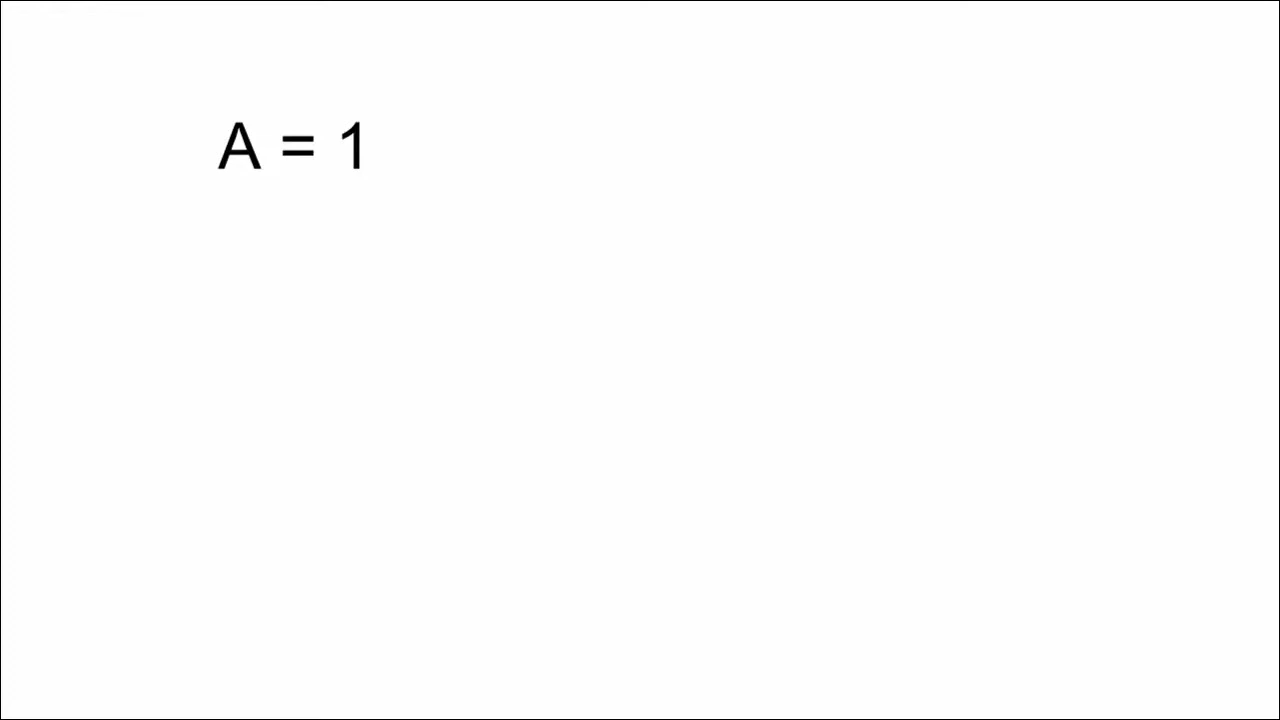 A = 1